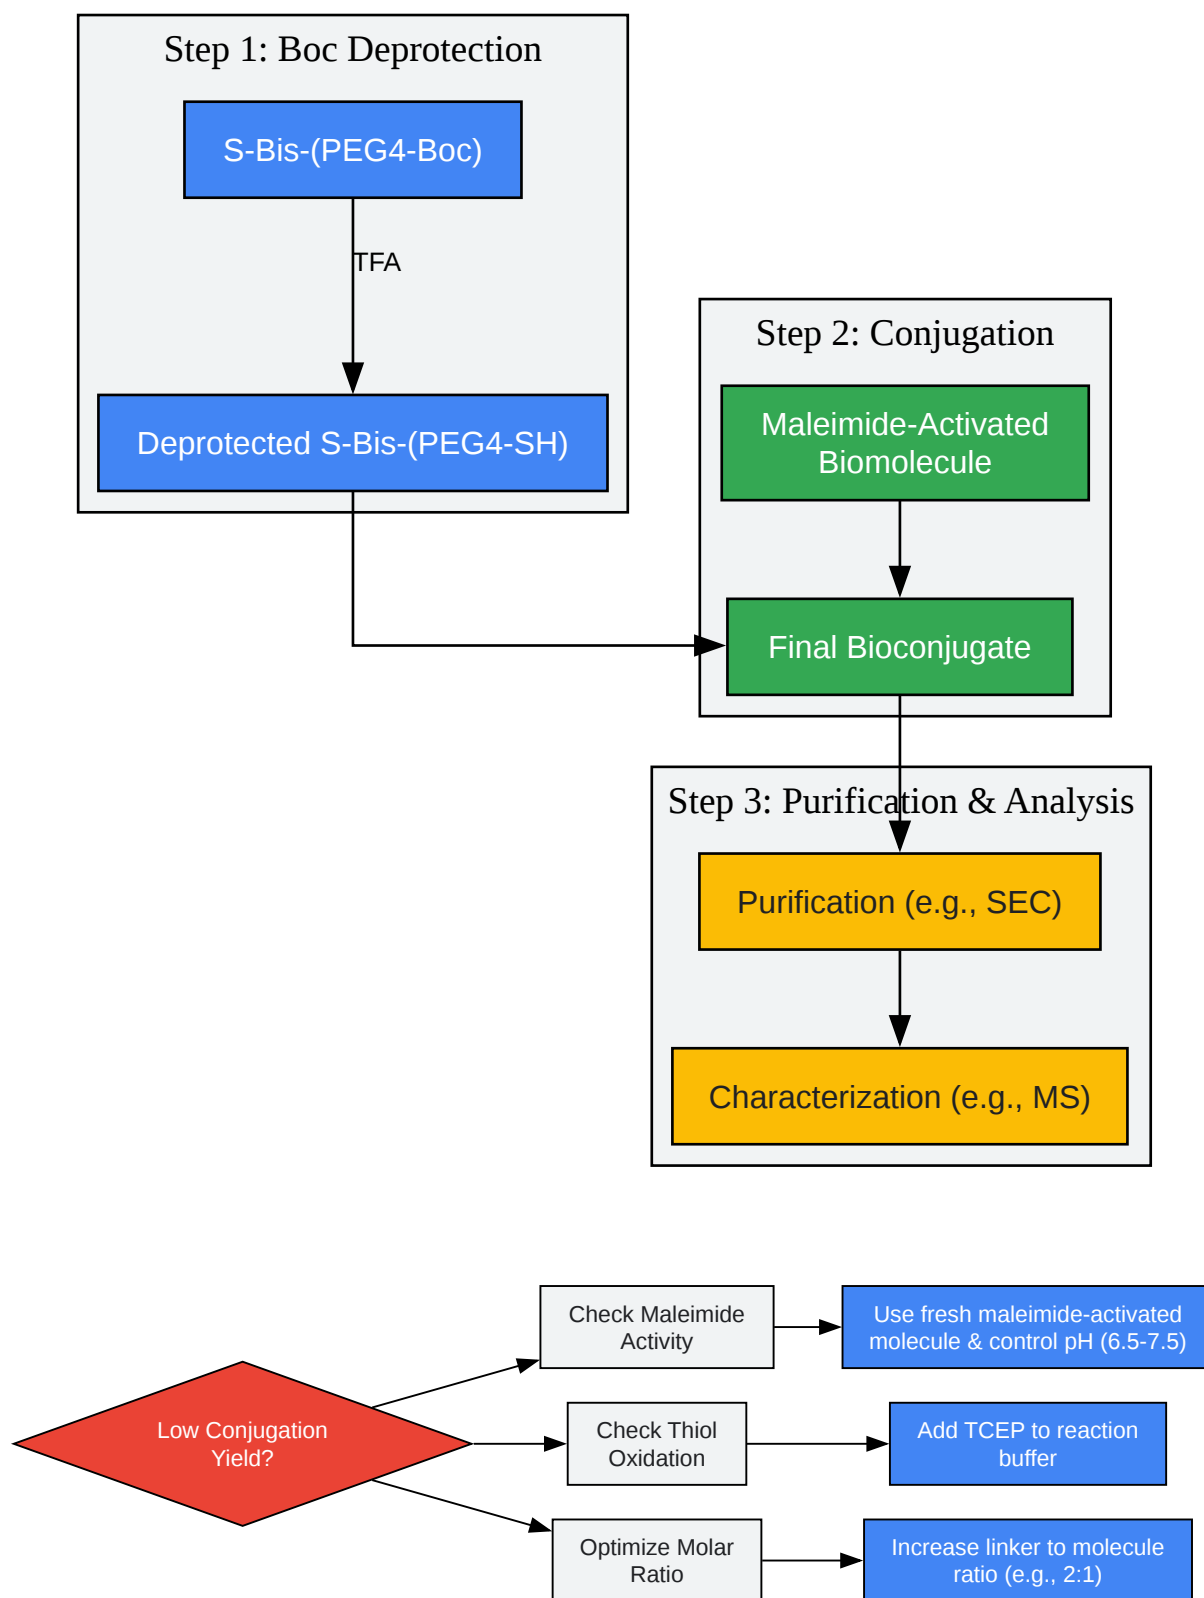 Step 1: Boc Deprotection
S-Bis-(PEG4-Boc)
TFA
Deprotected S-Bis-(PEG4-SH)
Step 2: Conjugation
Maleimide-Activated
Biomolecule
Final Bioconjugate
Step 3: Purification & Analysis
Purification (e.g., SEC)
Characterization (e.g., MS)
Low Conjugation
Yield?
Check Maleimide
Activity
Use fresh maleimide-activated
molecule & control pH (6.5-7.5)
Check Thiol
Oxidation
Add TCEP to reaction
buffer
Optimize Molar
Ratio
Increase linker to molecule
ratio (e.g., 2:1)